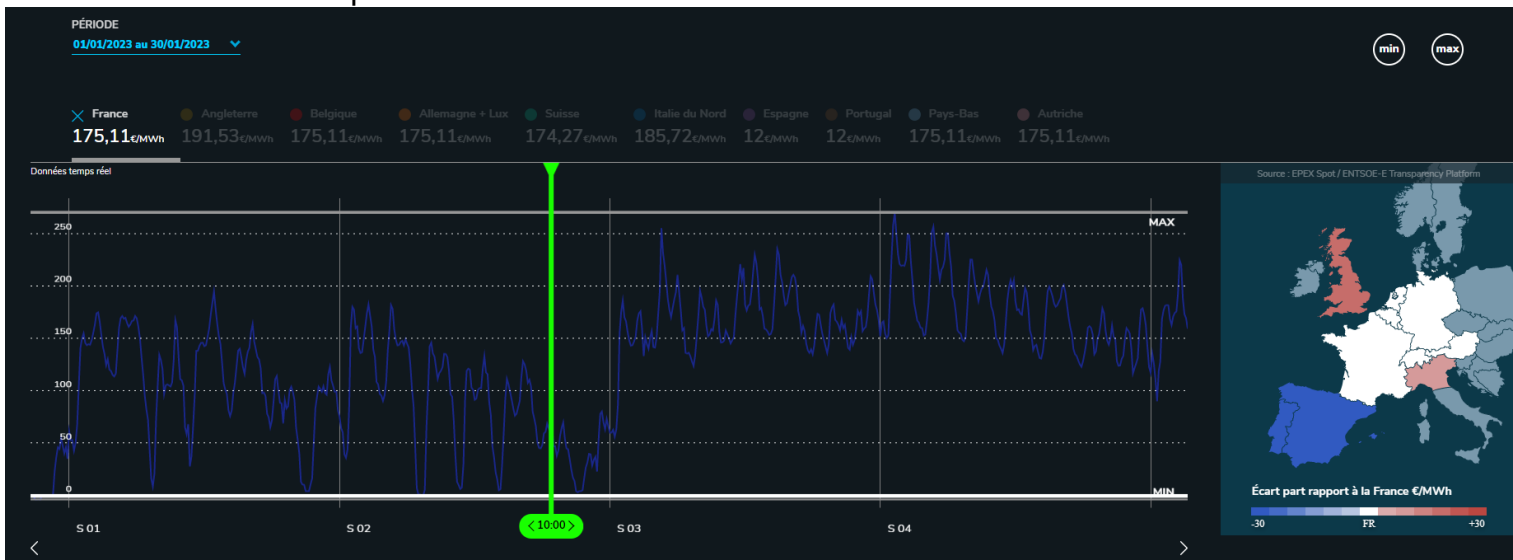 PÉRIODE
01/01/2023 au 30/01/2023
min max
France Angleterre Belgique Allemagne + Lux Suisse Italie du Nord Espagne Portugal Pays-Bas Autriche
175,11€/MWh 191,53€/MWh 175,11€/MWh 175,11€/MWh 174,27€/MWh 185,72€/MWh 12€/MWh 12€/MWh 175,11€/MWh 175,11€/MWh
Données temps réel
Source : EPEX Spot / ENTSOE-E Transparency Platform
MAX
250
200
150
100
50
0
MIN
S 01 S 02 < 10:00 > S 03 S 04
Écart part rapport à la France €/MWh
-30 FR +30